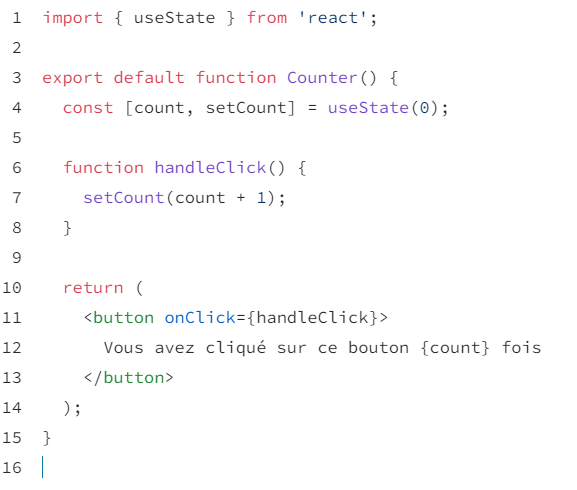 1 import { useState } from 'react';
2
3 export default function Counter() {
4   const [count, setCount] = useState(0);
5
6   function handleClick() {
7     setCount(count + 1);
8   }
9
10   return (
11     <button onClick={handleClick}>
12       Vous avez cliqué sur ce bouton {count} fois
13     </button>
14   );
15 }
16